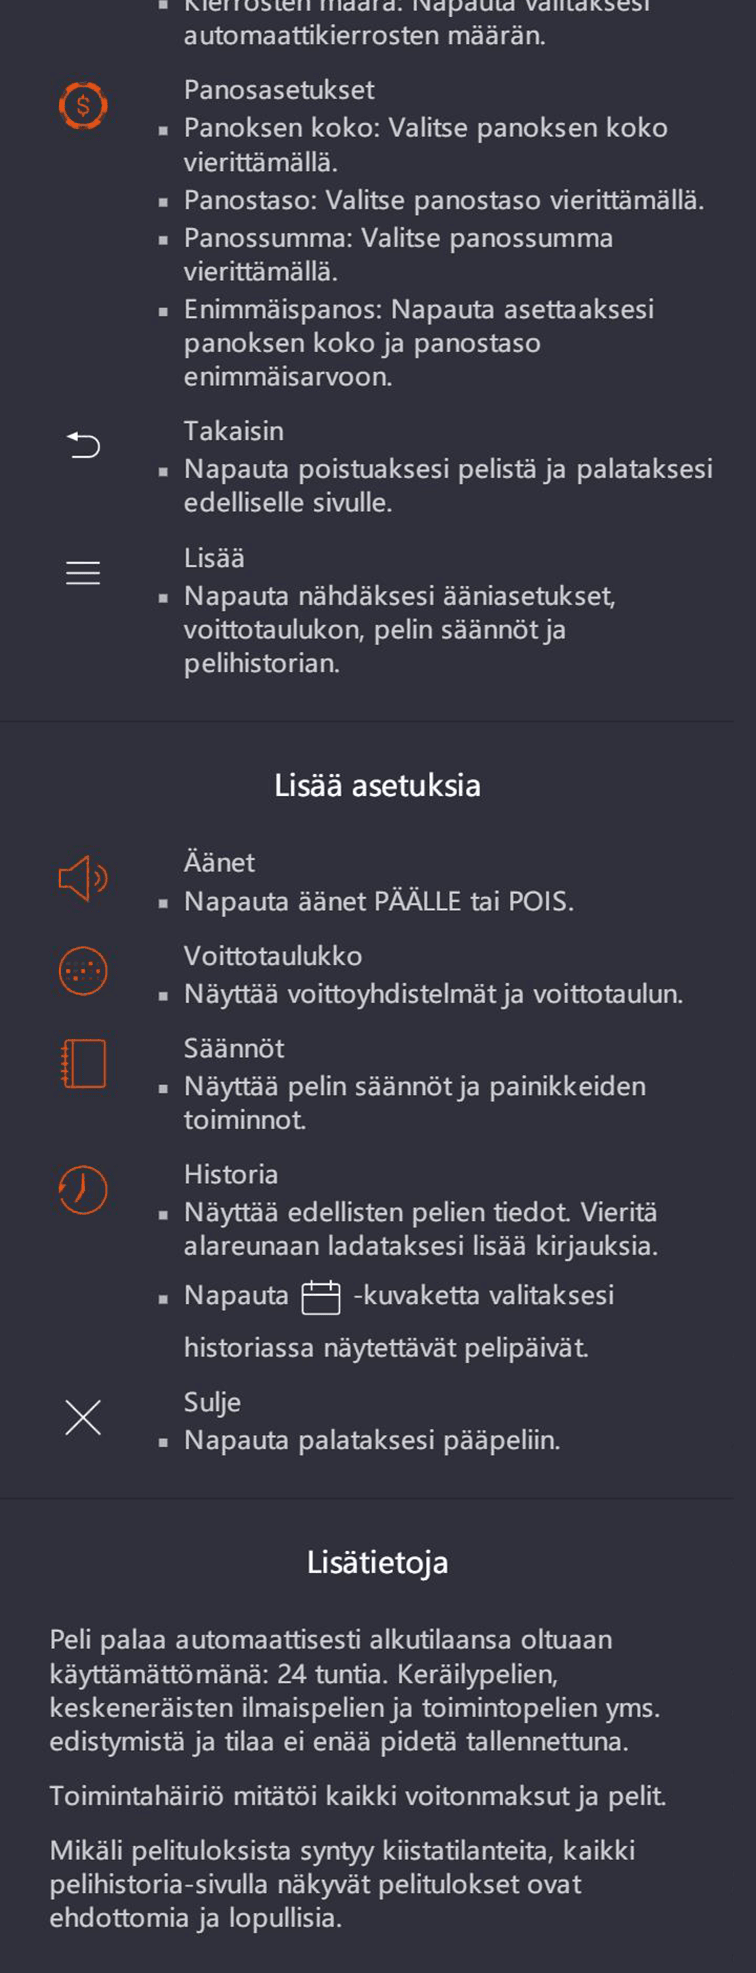 Kierrosten määrä: Napauta valitaksesi
automaattikierrosten määrän.
Panosasetukset
▪ Panoksen koko: Valitse panoksen koko
vierittämällä.
▪ Panostaso: Valitse panostaso vierittämällä.
▪ Panossumma: Valitse panossumma
vierittämällä.
▪ Enimmäispanos: Napauta asettaaksesi
panoksen koko ja panostaso
enimmäisarvoon.
Takaisin
▪ Napauta poistuaksesi pelistä ja palataksesi
edelliselle sivulle.
Lisää
▪ Napauta nähdäksesi ääniasetukset,
voittotaulukon, pelin säännöt ja
pelihistorian.
Lisää asetuksia
Äänet
▪ Napauta äänet PÄÄLLE tai POIS.
Voittotaulukko
▪ Näyttää voittoyhdistelmät ja voittotaulun.
Säännöt
▪ Näyttää pelin säännöt ja painikkeiden
toiminnot.
Historia
▪ Näyttää edellisten pelien tiedot. Vieritä
alareunaan ladataksesi lisää kirjauksia.
▪ Napauta -kuvaketta valitaksesi
historiassa näytettävät pelipäivät.
Sulje
▪ Napauta palataksesi pääpeliin.
Lisätietoja
Peli palaa automaattisesti alkutilaansa oltuaan
käyttämättömänä: 24 tuntia. Keräilypelien,
keskeneräisten ilmaispelien ja toimintopelien yms.
edistymistä ja tilaa ei enää pidetä tallennettuna.
Toimintahäiriö mitätöi kaikki voitonmaksut ja pelit.
Mikäli pelituloksista syntyy kiistatilanteita, kaikki
pelihistoria-sivulla näkyvät pelitulokset ovat
ehdottomia ja lopullisia.